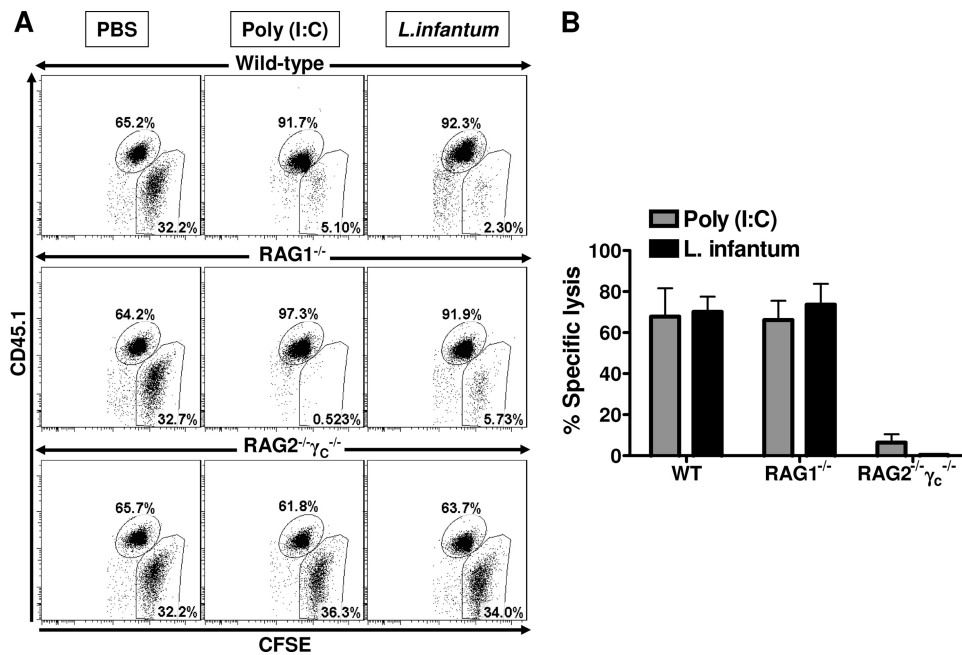 A
PBS
Poly (I:C)
L.infantum
Wild-type
65.2%
32.2%
91.7%
5.10%
92.3%
2.30%
RAG1-/-
64.2%
32.7%
97.3%
0.523%
91.9%
5.73%
RAG2-/-γC-/-
65.7%
32.2%
61.8%
36.3%
63.7%
34.0%
CD45.1
CFSE
B
Poly (I:C)
L. infantum
% Specific lysis
100
80
60
40
20
0
WT
RAG1-/-
RAG2-/-γc-/-